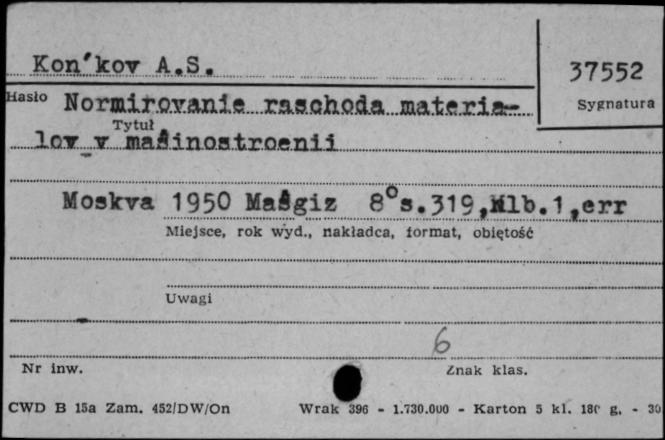 Kon'kov A.S.
37552
Hasło
Sygnatura
Normirovanie raschoda materia-
Tytuł
lov v mašinostroenii
Moskva 1950 Mašgiz 8°s.319,Nlb.1,err
Miejsce, rok wyd., nakładca, format, objętość
Uwagi
6
Nr inw.
Znak klas.
CWD B 15a Zam. 452/DW/On Wrak 396 - 1.730.000 - Karton 5 kl. 180 g. - 30